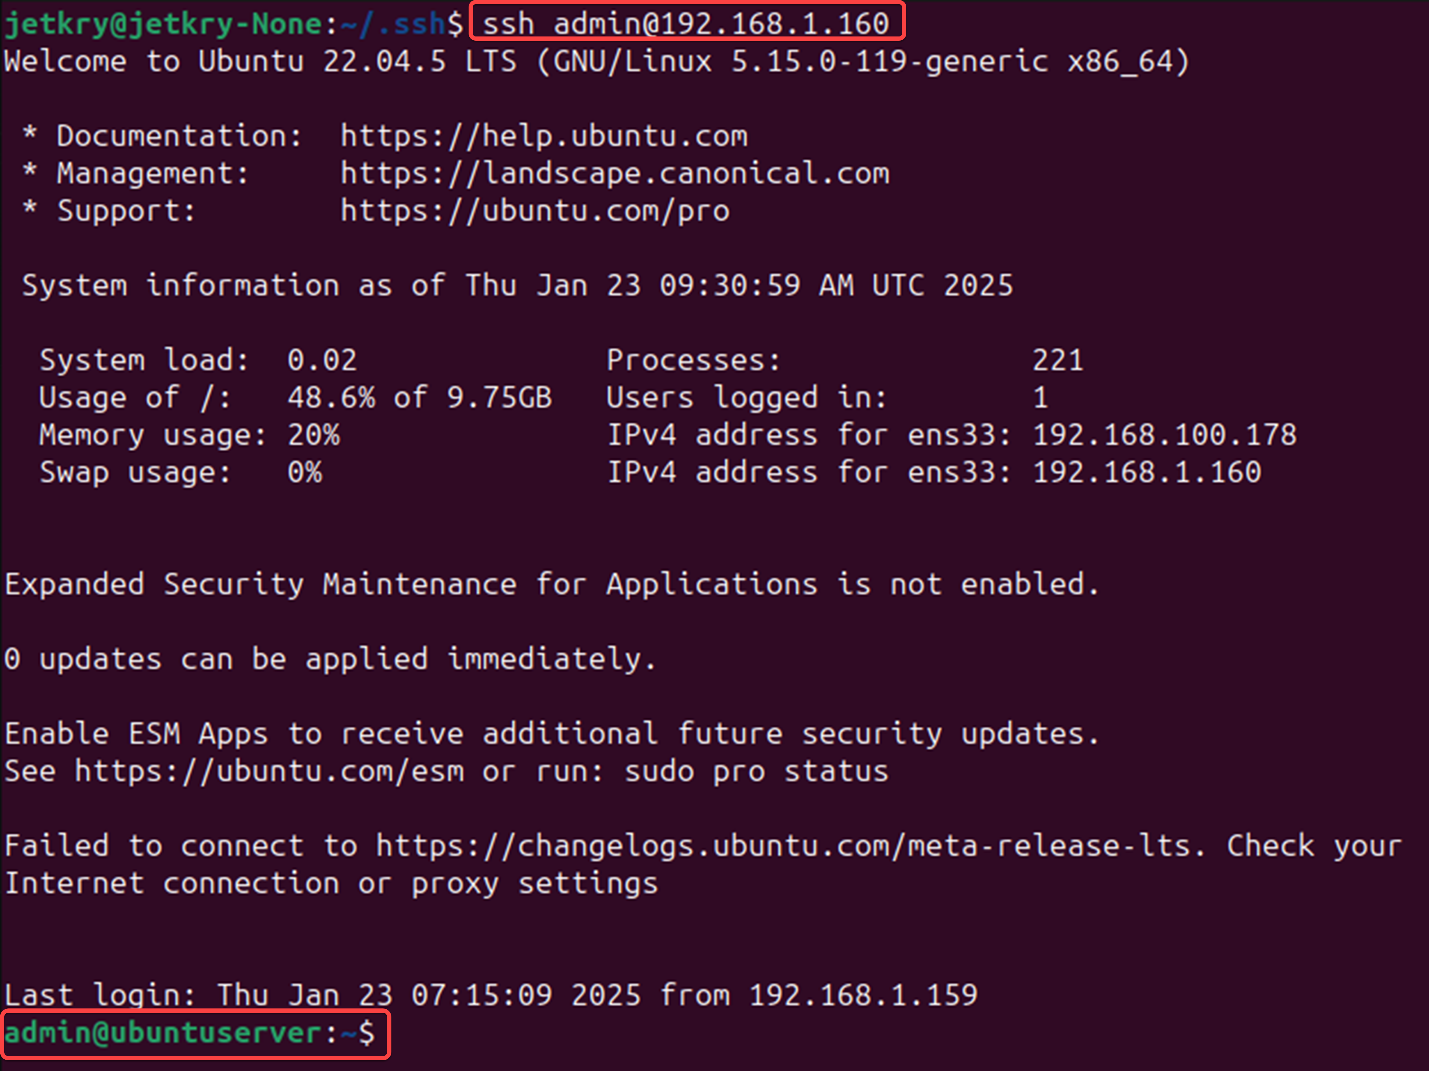 jetkry@jetkry-None:~/.ssh$ ssh admin@192.168.1.160
Welcome to Ubuntu 22.04.5 LTS (GNU/Linux 5.15.0-119-generic x86_64)
* Documentation:  https://help.ubuntu.com
* Management:     https://landscape.canonical.com
* Support:        https://ubuntu.com/pro
System information as of Thu Jan 23 09:30:59 AM UTC 2025
System load:  0.02                Processes:               221
Usage of /:   48.6% of 9.75GB   Users logged in:         1
Memory usage: 20%               IPv4 address for ens33: 192.168.100.178
Swap usage:   0%                IPv4 address for ens33: 192.168.1.160
Expanded Security Maintenance for Applications is not enabled.
0 updates can be applied immediately.
Enable ESM Apps to receive additional future security updates.
See https://ubuntu.com/esm or run: sudo pro status
Failed to connect to https://changelogs.ubuntu.com/meta-release-lts. Check your
Internet connection or proxy settings
Last login: Thu Jan 23 07:15:09 2025 from 192.168.1.159
admin@ubuntuserver:~$